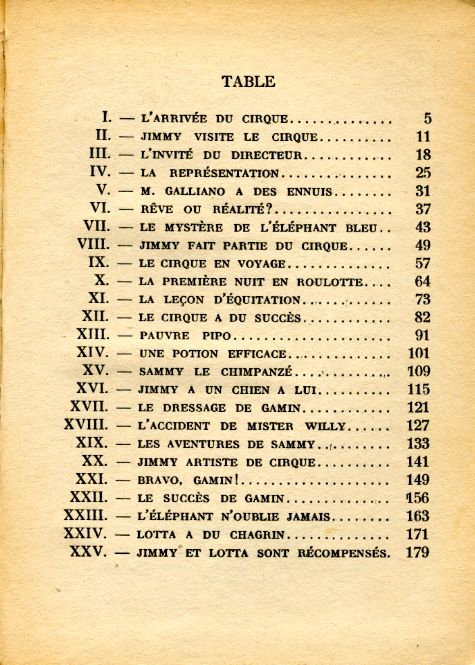 TABLE
I. — L'ARRIVÉE DU CIRQUE............... 5
II. — JIMMY VISITE LE CIRQUE.......... 11
III. — L'INVITÉ DU DIRECTEUR............ 18
IV. — LA REPRÉSENTATION............... 25
V. — M. GALLIANO A DES ENNUIS........ 31
VI. — RÊVE OU RÉALITÉ?................ 37
VII. — LE MYSTÈRE DE L'ÉLÉPHANT BLEU.. 43
VIII. — JIMMY FAIT PARTIE DU CIRQUE...... 49
IX. — LE CIRQUE EN VOYAGE.............. 57
X. — LA PREMIÈRE NUIT EN ROULOTTE.... 64
XI. — LA LEÇON D'ÉQUITATION............ 73
XII. — LE CIRQUE A DU SUCCÈS............ 82
XIII. — PAUVRE PIPO...................... 91
XIV. — UNE POTION EFFICACE.............. 101
XV. — SAMMY LE CHIMPANZÉ............... 109
XVI. — JIMMY A UN CHIEN A LUI.......... 115
XVII. — LE DRESSAGE DE GAMIN............ 121
XVIII. — L'ACCIDENT DE MISTER WILLY...... 127
XIX. — LES AVENTURES DE SAMMY.......... 133
XX. — JIMMY ARTISTE DE CIRQUE.......... 141
XXI. — BRAVO, GAMIN!.................... 149
XXII. — LE SUCCÈS DE GAMIN.............. 156
XXIII. — L'ÉLÉPHANT N'OUBLIE JAMAIS........ 163
XXIV. — LOTTA A DU CHAGRIN.............. 171
XXV. — JIMMY ET LOTTA SONT RÉCOMPENSÉS. 179